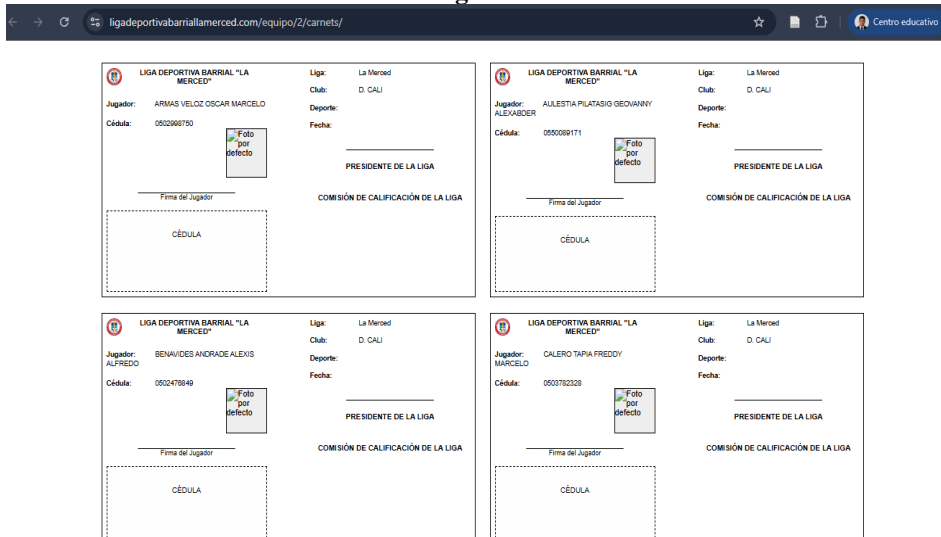 ligadeportivabarriallamerced.com/equipo/2/carnets/
Centro educativo
LIGA DEPORTIVA BARRIAL "LA
MERCED"
Jugador: ARMAS VELOZ OSCAR MARCELO
Cédula: 0502998750
Foto
por
defecto
Firma del Jugador
CÉDULA
Liga: La Merced
Club: D. CALI
Deporte:
Fecha:
PRESIDENTE DE LA LIGA
COMISIÓN DE CALIFICACIÓN DE LA LIGA
LIGA DEPORTIVA BARRIAL "LA
MERCED"
Jugador: AULESTIA PILATASIG GEOVANNY
ALEXABDER
Cédula: 0550089171
Foto
por
defecto
Firma del Jugador
CÉDULA
Liga: La Merced
Club: D. CALI
Deporte:
Fecha:
PRESIDENTE DE LA LIGA
COMISIÓN DE CALIFICACIÓN DE LA LIGA
LIGA DEPORTIVA BARRIAL "LA
MERCED"
Jugador: BENAVIDES ANDRADE ALEXIS
ALFREDO
Cédula: 0502476849
Foto
por
defecto
Firma del Jugador
CÉDULA
Liga: La Merced
Club: D. CALI
Deporte:
Fecha:
PRESIDENTE DE LA LIGA
COMISIÓN DE CALIFICACIÓN DE LA LIGA
LIGA DEPORTIVA BARRIAL "LA
MERCED"
Jugador: CALERO TAPIA FREDDY
MARCELO
Cédula: 0503782328
Foto
por
defecto
Firma del Jugador
CÉDULA
Liga: La Merced
Club: D. CALI
Deporte:
Fecha:
PRESIDENTE DE LA LIGA
COMISIÓN DE CALIFICACIÓN DE LA LIGA